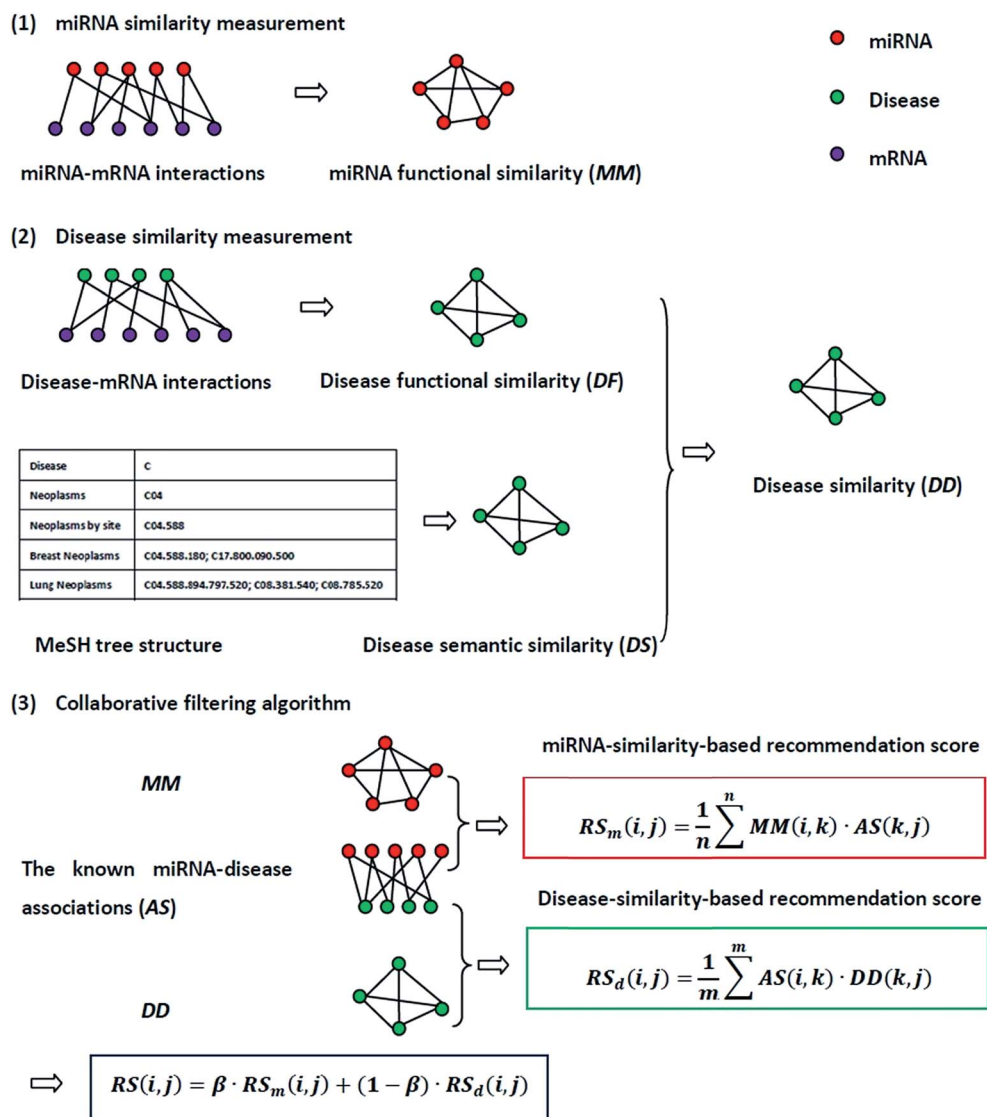 (1) miRNA similarity measurement
miRNA
Disease
mRNA
miRNA-mRNA interactions
miRNA functional similarity (MM)
(2) Disease similarity measurement
Disease-mRNA interactions
Disease functional similarity (DF)
Disease C
Neoplasms C04
Neoplasms by site C04.588
Breast Neoplasms C04.588.180; C17.800.090.500
Lung Neoplasms C04.588.894.797.520; C08.381.540; C08.785.520
MeSH tree structure
Disease semantic similarity (DS)
Disease similarity (DD)
(3) Collaborative filtering algorithm
MM
The known miRNA-disease
associations (AS)
DD
miRNA-similarity-based recommendation score
RS_m(i,j) = 1/n ∑^n MM(i,k) · AS(k,j)
Disease-similarity-based recommendation score
RS_d(i,j) = 1/m ∑^m AS(i,k) · DD(k,j)
RS(i,j) = β · RS_m(i,j) + (1 − β) · RS_d(i,j)